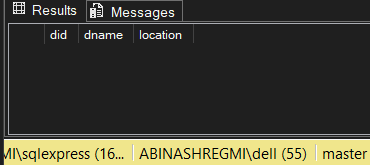 Results Messages
did dname location
MI\sqlexpress (16... ABINASHREGMI\dell (55) master